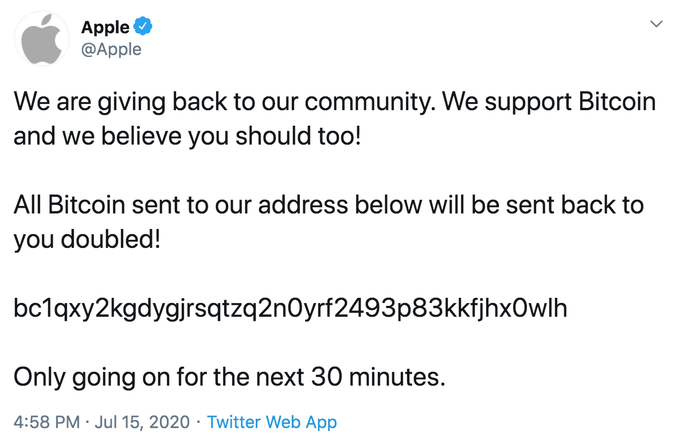 Apple
@Apple
We are giving back to our community. We support Bitcoin
and we believe you should too!
All Bitcoin sent to our address below will be sent back to
you doubled!
bc1qxy2kgdygjrsqtzq2n0yrf2493p83kkfjhx0wlh
Only going on for the next 30 minutes.
4:58 PM · Jul 15, 2020 · Twitter Web App